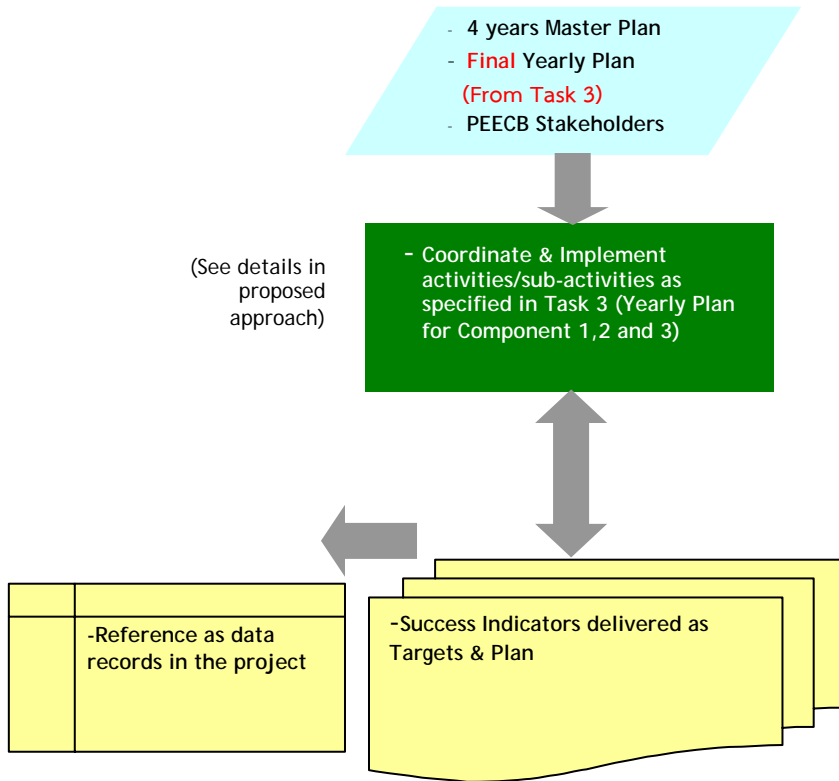 - 4 years Master Plan
- Final Yearly Plan
(From Task 3)
- PEECB Stakeholders
(See details in
proposed
approach)
- Coordinate & Implement
activities/sub-activities as
specified in Task 3 (Yearly Plan
for Component 1,2 and 3)
-Reference as data
records in the project
-Success Indicators delivered as
Targets & Plan